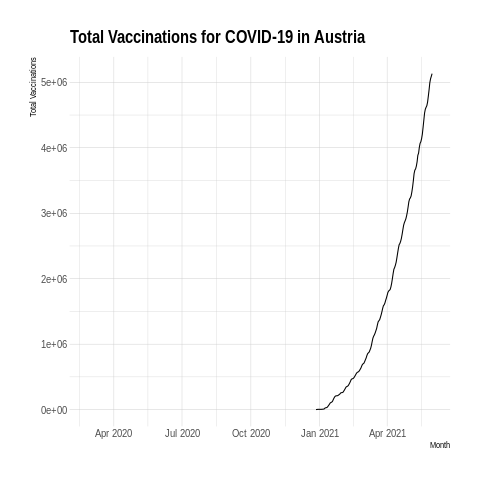 Total Vaccinations for COVID-19 in Austria
Total Vaccinations
5e+06
4e+06
3e+06
2e+06
1e+06
0e+00
Apr 2020 Jul 2020 Oct 2020 Jan 2021 Apr 2021
Month